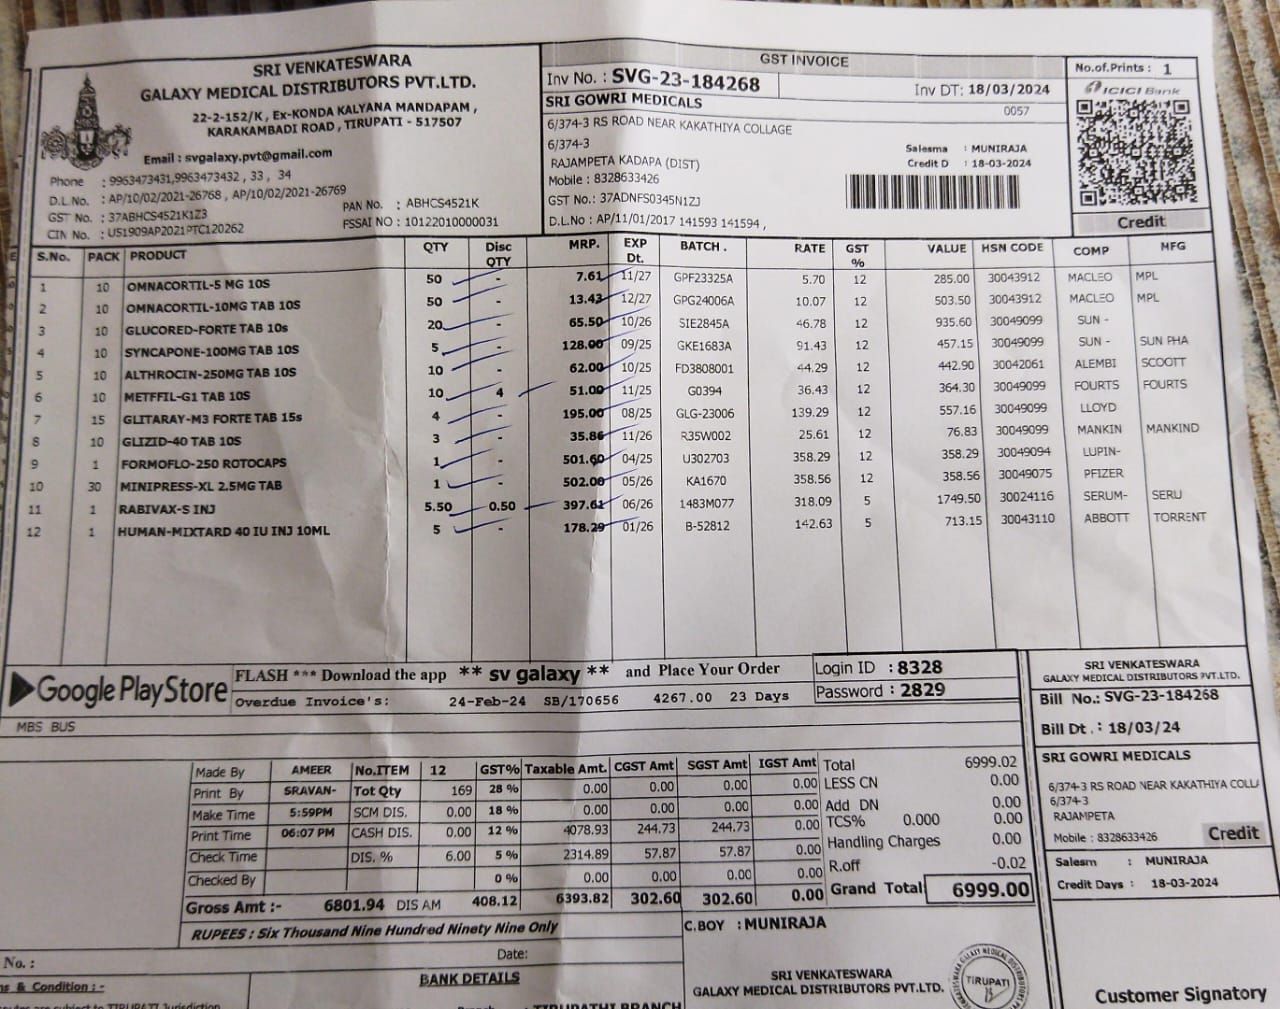 SRI VENKATESWARA
GALAXY MEDICAL DISTRIBUTORS PVT.LTD.
22-2-152/K , Ex-KONDA KALYANA MANDAPAM ,
KARAKAMBADI ROAD , TIRUPATI - 517507
Email : svgalaxy.pvt@gmail.com
Phone : 9963473431,9963473432 , 33 , 34
D.L.No. : AP/10/02/2021-26768 , AP/10/02/2021-26769
GST No. : 37ABHCS4521K1Z3 PAN No. : ABHCS4521K
CIN No. : U51909AP2021PTC120262 FSSAI NO : 10122010000031
GST INVOICE
Inv No. : SVG-23-184268 Inv DT: 18/03/2024
SRI GOWRI MEDICALS 0057
6/374-3 RS ROAD NEAR KAKATHIYA COLLAGE
6/374-3
RAJAMPETA KADAPA (DIST)
Mobile : 8328633426
GST No.: 37ADNFS0345N1ZJ
D.L.No : AP/11/01/2017 141593 141594 ,
Salesma : MUNIRAJA
Credit D : 18-03-2024
No.of.Prints : 1
ICICI Bank
Credit
S.No. PACK PRODUCT QTY Disc QTY MRP. EXP Dt. BATCH . RATE GST % VALUE HSN CODE COMP MFG
1 10 OMNACORTIL-5 MG 10S 50 - 7.61 11/27 GPF23325A 5.70 12 285.00 30043912 MACLEO MPL
2 10 OMNACORTIL-10MG TAB 10S 50 - 13.43 12/27 GPG24006A 10.07 12 503.50 30043912 MACLEO MPL
3 10 GLUCORED-FORTE TAB 10s 20 - 65.50 10/26 SIE2845A 46.78 12 935.60 30049099 SUN -
4 10 SYNCAPONE-100MG TAB 10S 5 - 128.00 09/25 GKE1683A 91.43 12 457.15 30049099 SUN - SUN PHA
5 10 ALTHROCIN-250MG TAB 10S 10 - 62.00 10/25 FD3808001 44.29 12 442.90 30042061 ALEMBI SCOOTT
6 10 METFFIL-G1 TAB 10S 10 4 51.00 11/25 G0394 36.43 12 364.30 30049099 FOURTS FOURTS
7 15 GLITARAY-M3 FORTE TAB 15s 4 - 195.00 08/25 GLG-23006 139.29 12 557.16 30049099 LLOYD
8 10 GLIZID-40 TAB 10S 3 - 35.86 11/26 R35W002 25.61 12 76.83 30049099 MANKIN MANKIND
9 1 FORMOFLO-250 ROTOCAPS 1 - 501.60 04/25 U302703 358.29 12 358.29 30049094 LUPIN-
10 30 MINIPRESS-XL 2.5MG TAB 1 - 502.00 05/26 KA1670 358.56 12 358.56 30049075 PFIZER
11 1 RABIVAX-S INJ 5.50 0.50 397.61 06/26 1483M077 318.09 5 1749.50 30024116 SERUM- SERU
12 1 HUMAN-MIXTARD 40 IU INJ 10ML 5 - 178.29 01/26 B-52812 142.63 5 713.15 30043110 ABBOTT TORRENT
Google PlayStore
FLASH *** Download the app ** sv galaxy ** and Place Your Order
Login ID : 8328
Overdue Invoice's: 24-Feb-24 SB/170656 4267.00 23 Days
Password : 2829
MBS BUS
Made By AMEER No.ITEM 12 GST% Taxable Amt. CGST Amt SGST Amt IGST Amt
Print By SRAVAN- Tot Qty 169 28 % 0.00 0.00 0.00 0.00
Make Time 5:59PM SCM DIS. 0.00 18 % 0.00 0.00 0.00 0.00
Print Time 06:07 PM CASH DIS. 0.00 12 % 4078.93 244.73 244.73 0.00
Check Time DIS. % 6.00 5 % 2314.89 57.87 57.87 0.00
Checked By 0 % 0.00 0.00 0.00 0.00
Gross Amt :- 6801.94 DIS AM 408.12 6393.82 302.60 302.60 0.00
Total 6999.02
LESS CN 0.00
Add DN 0.00
TCS% 0.000 0.00
Handling Charges 0.00
R.off -0.02
Grand Total 6999.00
RUPEES : Six Thousand Nine Hundred Ninety Nine Only
C.BOY : MUNIRAJA
No. :
Date:
s & Condition : -
BANK DETAILS
TIRUPATHI BRANCH
SRI VENKATESWARA
GALAXY MEDICAL DISTRIBUTORS PVT.LTD.
TIRUPATI
SRI VENKATESWARA
GALAXY MEDICAL DISTRIBUTORS PVT.LTD.
Bill No.: SVG-23-184268
Bill Dt. : 18/03/24
SRI GOWRI MEDICALS
6/374-3 RS ROAD NEAR KAKATHIYA COLLA
6/374-3
RAJAMPETA
Mobile : 8328633426 Credit
Salesm : MUNIRAJA
Credit Days : 18-03-2024
Customer Signatory